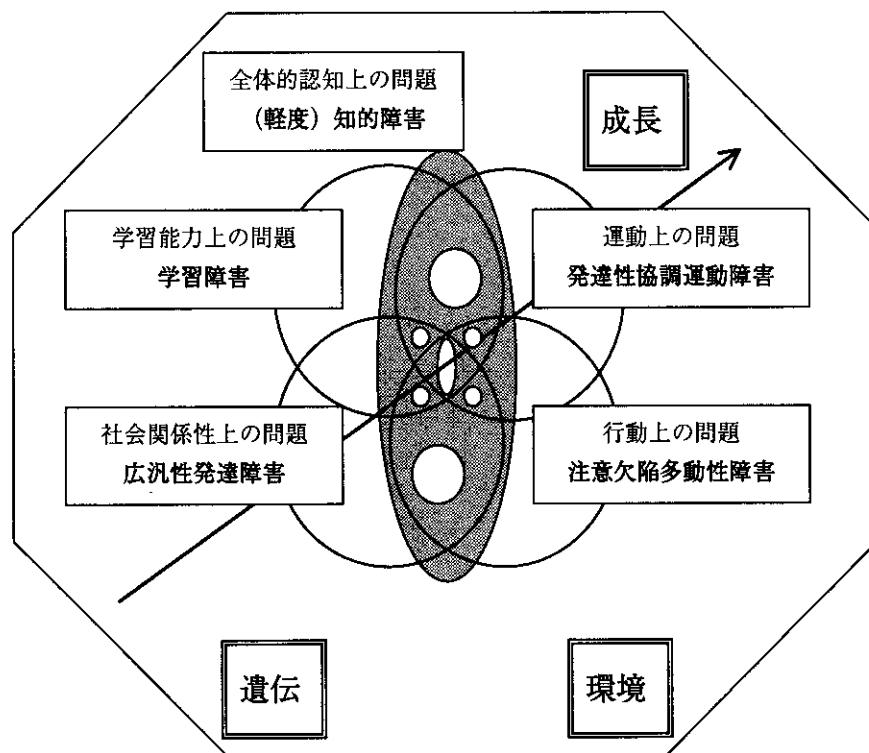 全体的認知上の問題
（軽度）知的障害
成長
学習能力上の問題
学習障害
運動上の問題
発達性協調運動障害
社会関係性上の問題
広汎性発達障害
行動上の問題
注意欠陥多動性障害
遺伝
環境